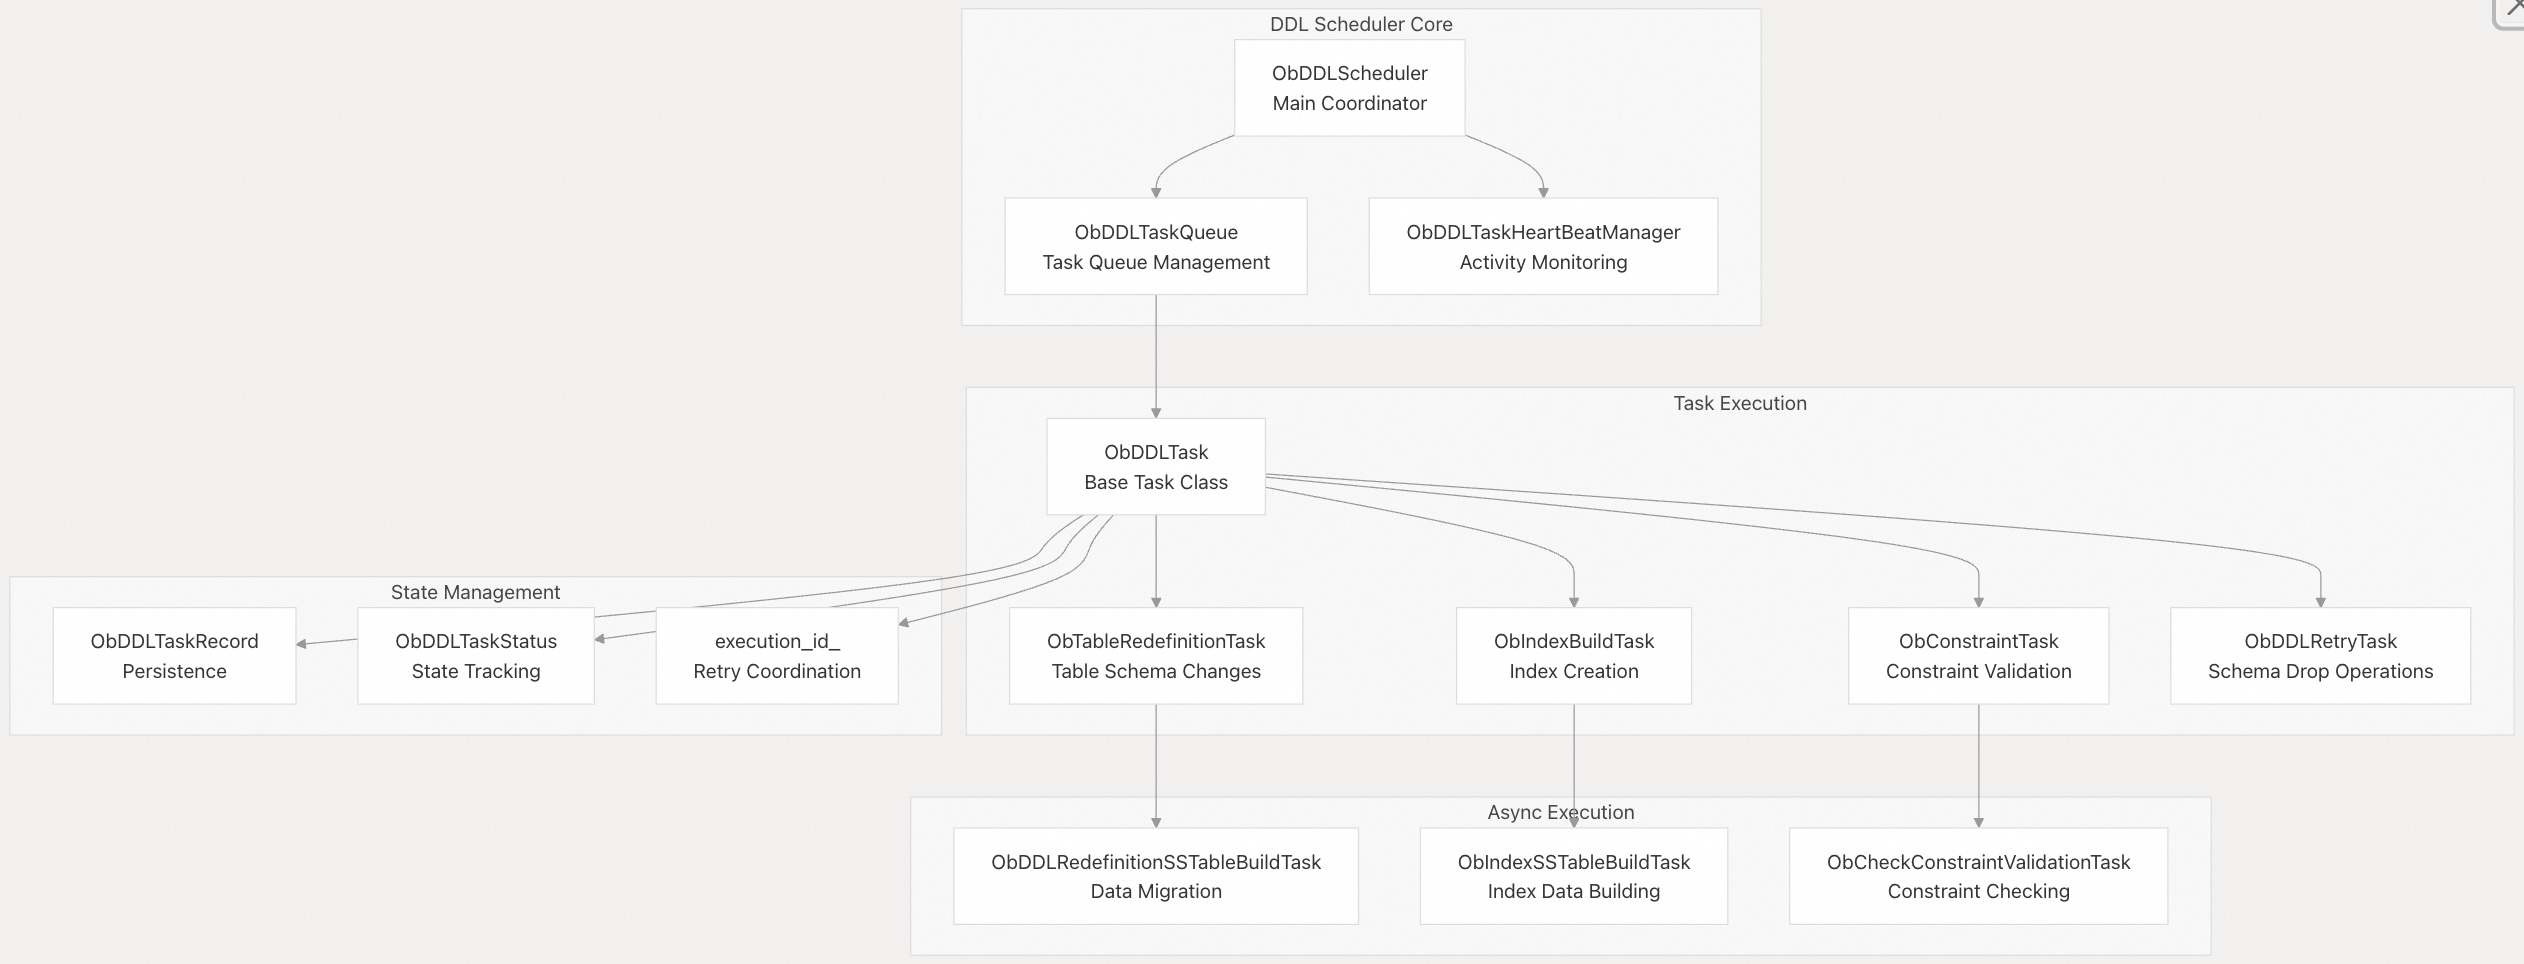 DDL Scheduler Core
ObDDLScheduler
Main Coordinator
ObDDLTaskQueue
Task Queue Management
ObDDLTaskHeartBeatManager
Activity Monitoring
Task Execution
ObDDLTask
Base Task Class
State Management
ObDDLTaskRecord
Persistence
ObDDLTaskStatus
State Tracking
execution_id_
Retry Coordination
ObTableRedefinitionTask
Table Schema Changes
ObIndexBuildTask
Index Creation
ObConstraintTask
Constraint Validation
ObDDLRetryTask
Schema Drop Operations
Async Execution
ObDDLRedefinitionSSTableBuildTask
Data Migration
ObIndexSSTableBuildTask
Index Data Building
ObCheckConstraintValidationTask
Constraint Checking